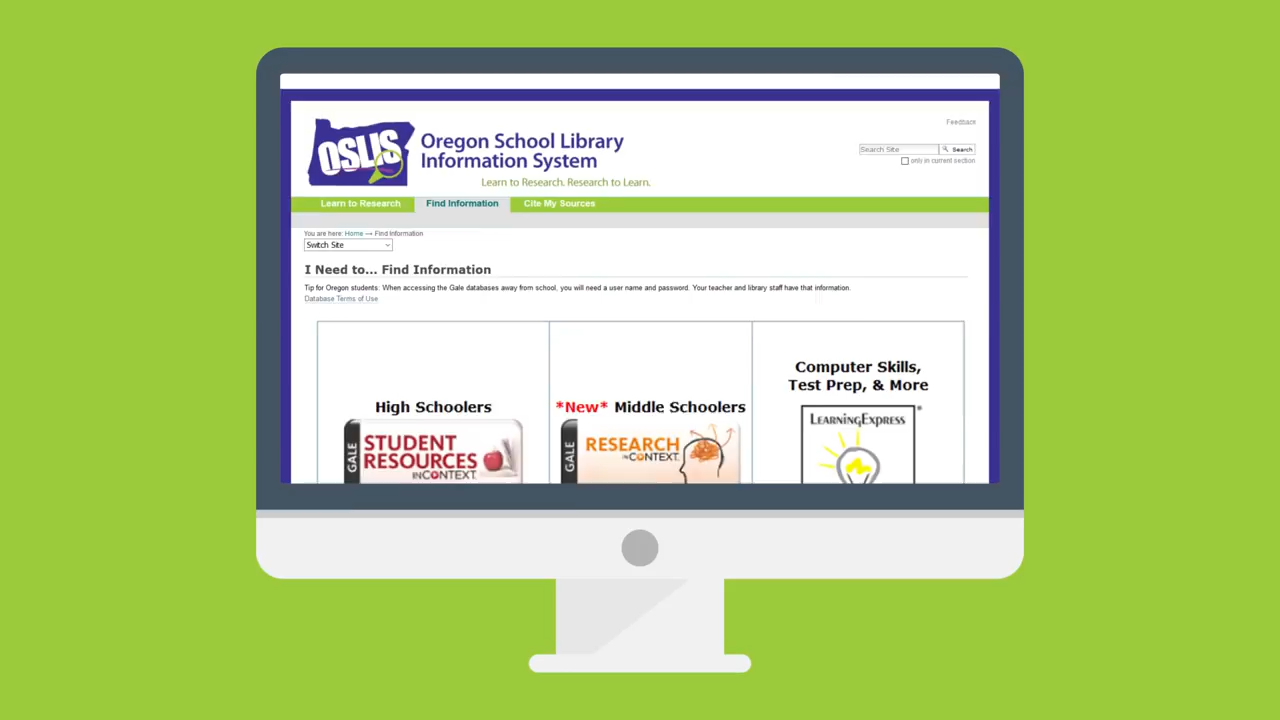 OSLIS
Oregon School Library
Information System
Learn to Research. Research to Learn.
Feedback
Search Site
Search
only in current section
Learn to Research
Find Information
Cite My Sources
You are here: Home → Find Information
Switch Site
I Need to... Find Information
Tip for Oregon students: When accessing the Gale databases away from school, you will need a user name and password. Your teacher and library staff have that information.
Database Terms of Use
High Schoolers
GALE
STUDENT
RESOURCES
IN CONTEXT
*New* Middle Schoolers
GALE
RESEARCH
IN CONTEXT
Computer Skills,
Test Prep, & More
LEARNINGEXPRESS®